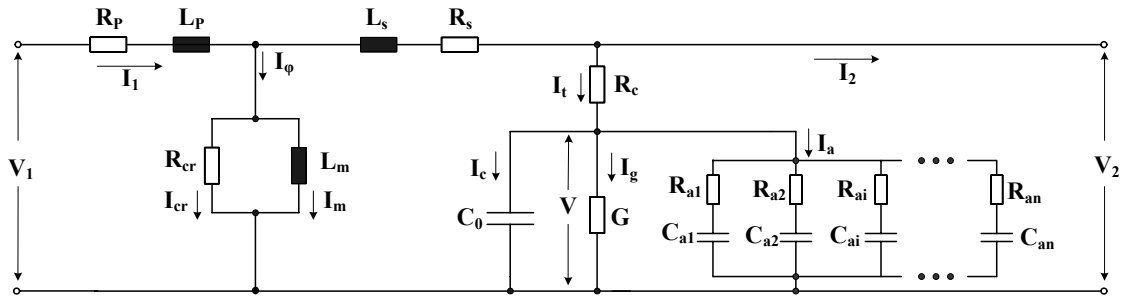 R_P L_P L_s R_s
I_1 I_φ I_t R_c I_2
V_1 R_cr L_m I_c V I_g I_a V_2
R_a1 R_a2 R_ai R_an
I_cr I_m C_0 G
C_a1 C_a2 C_ai C_an